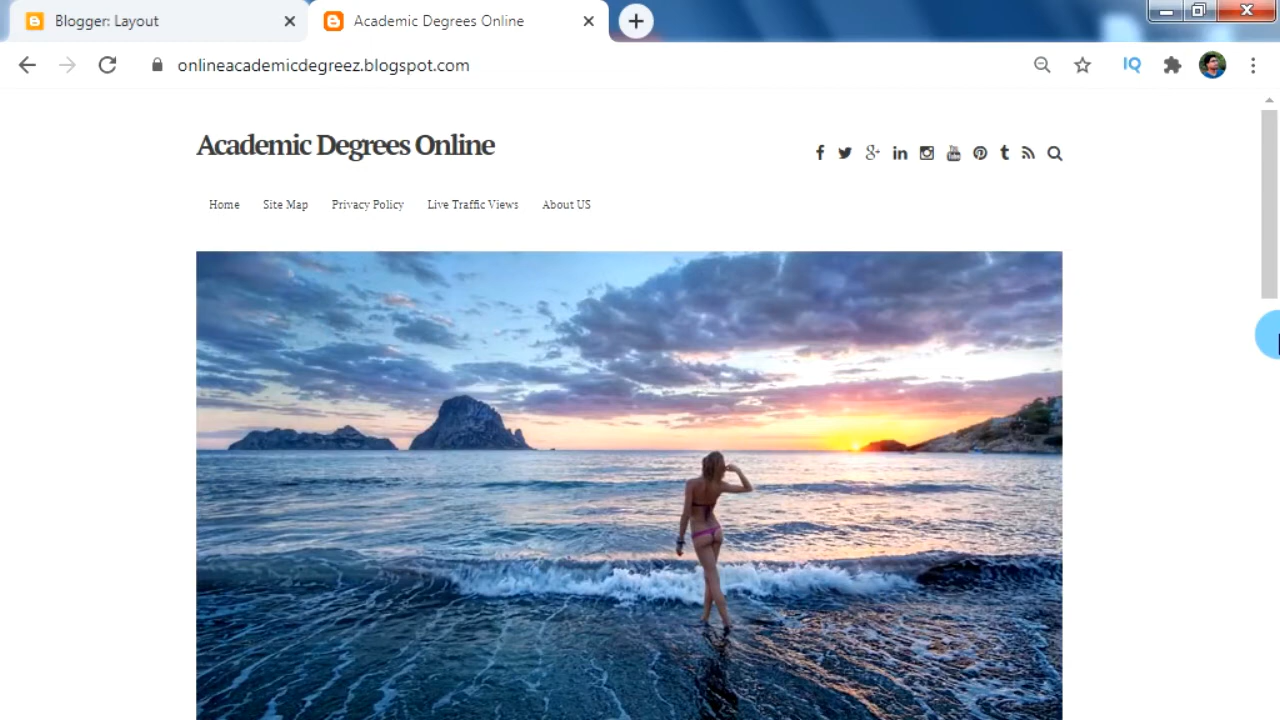 Blogger: Layout
Academic Degrees Online
onlineacademicdegreez.blogspot.com
IQ
Academic Degrees Online
Home Site Map Privacy Policy Live Traffic Views About US